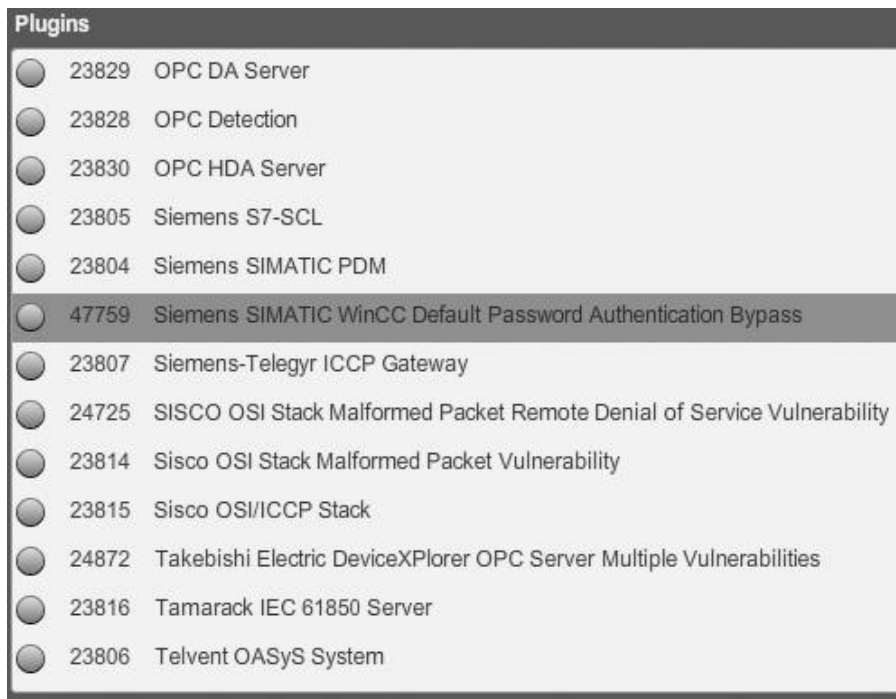 Plugins
23829 OPC DA Server
23828 OPC Detection
23830 OPC HDA Server
23805 Siemens S7-SCL
23804 Siemens SIMATIC PDM
47759 Siemens SIMATIC WinCC Default Password Authentication Bypass
23807 Siemens-Telegyr ICCP Gateway
24725 SISCO OSI Stack Malformed Packet Remote Denial of Service Vulnerability
23814 Sisco OSI Stack Malformed Packet Vulnerability
23815 Sisco OSI/ICCP Stack
24872 Takebishi Electric DeviceXPlorer OPC Server Multiple Vulnerabilities
23816 Tamarack IEC 61850 Server
23806 Telvent OASyS System